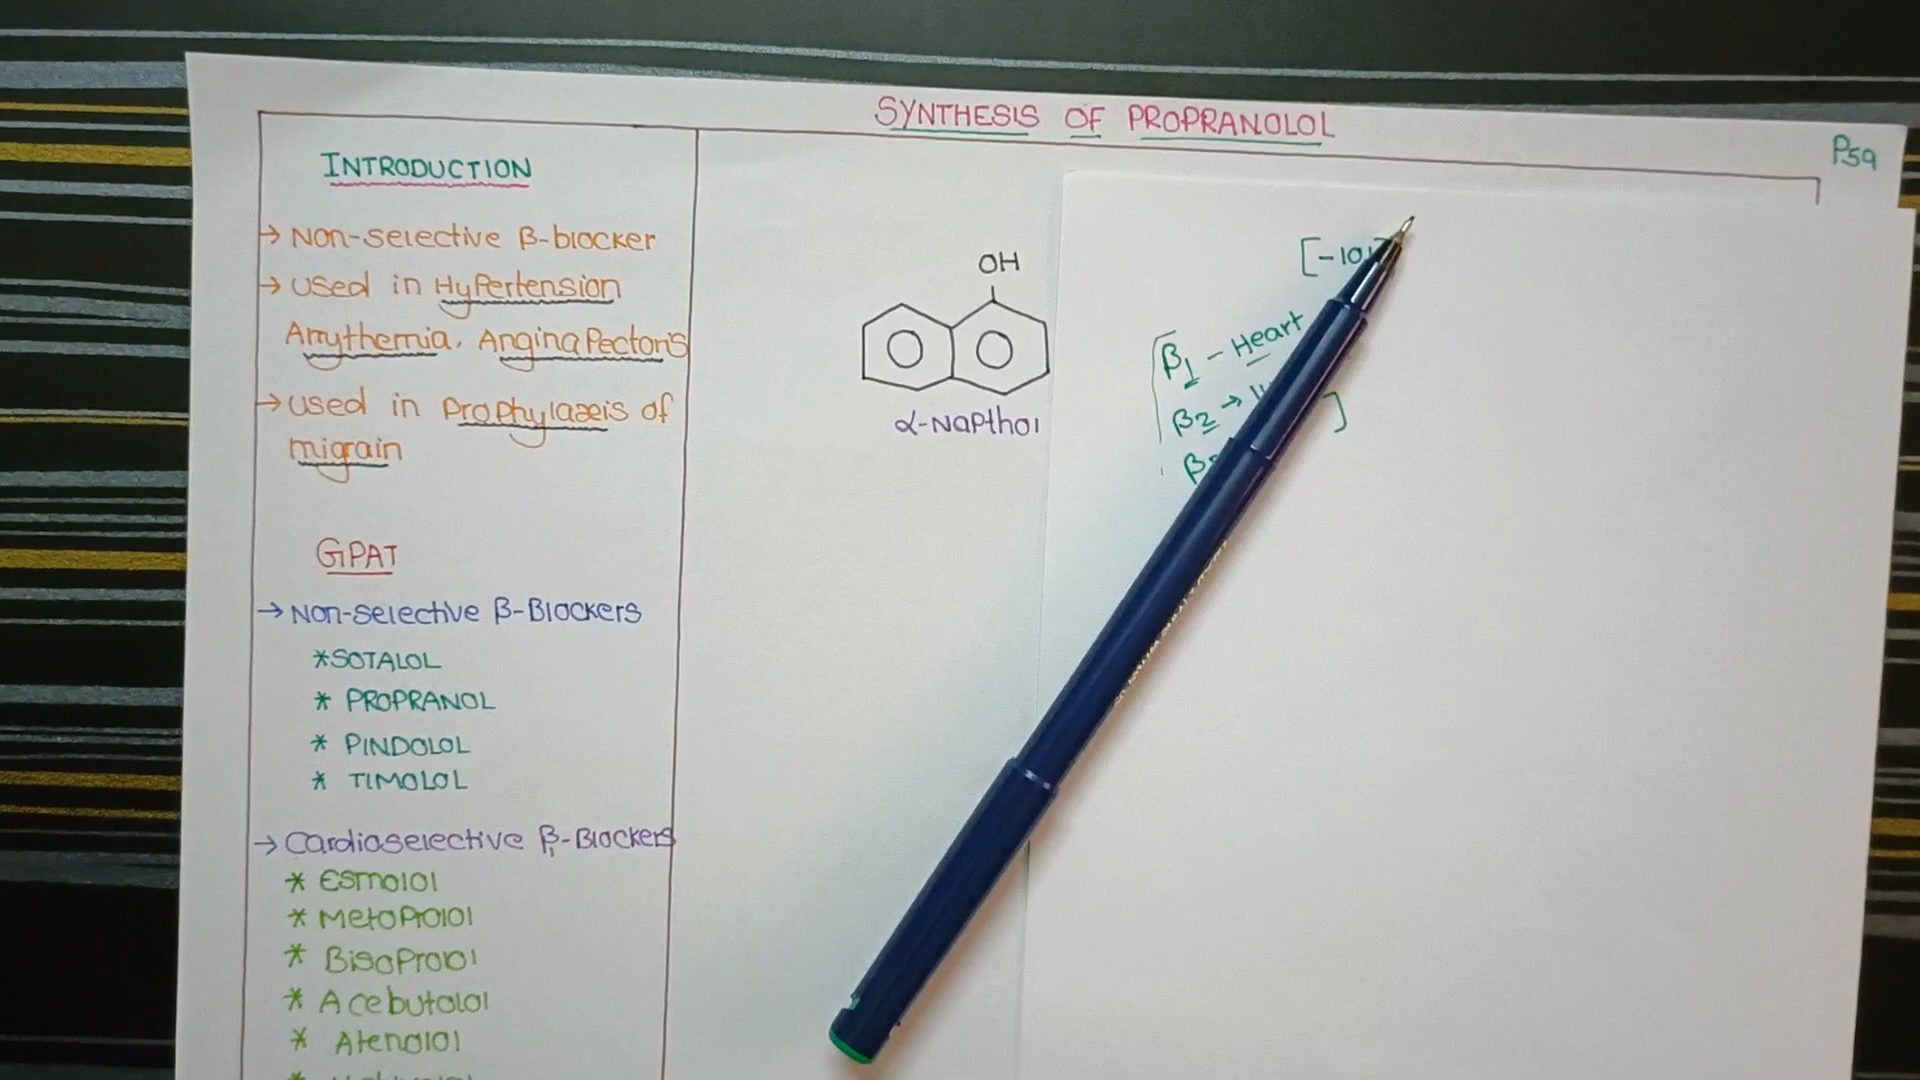 SYNTHESIS OF PROPRANOLOL
P59
INTRODUCTION
→ Non-selective β-blocker
→ used in Hypertension
Arrythemia, Angina Pectoris
→ used in Prophylaxis of
migrain
GPAT
→ Non-selective β-Blockers
*SOTALOL
* PROPRANOL
* PINDOLOL
* TIMOLOL
→ Cardioselective β-Blockers
* Esmolol
* Metoprolol
* Bisoprolol
* Acebutolol
* Atenolol
OH
α-Napthol
[-lol]
β1 - Heart
β2 →
]
β